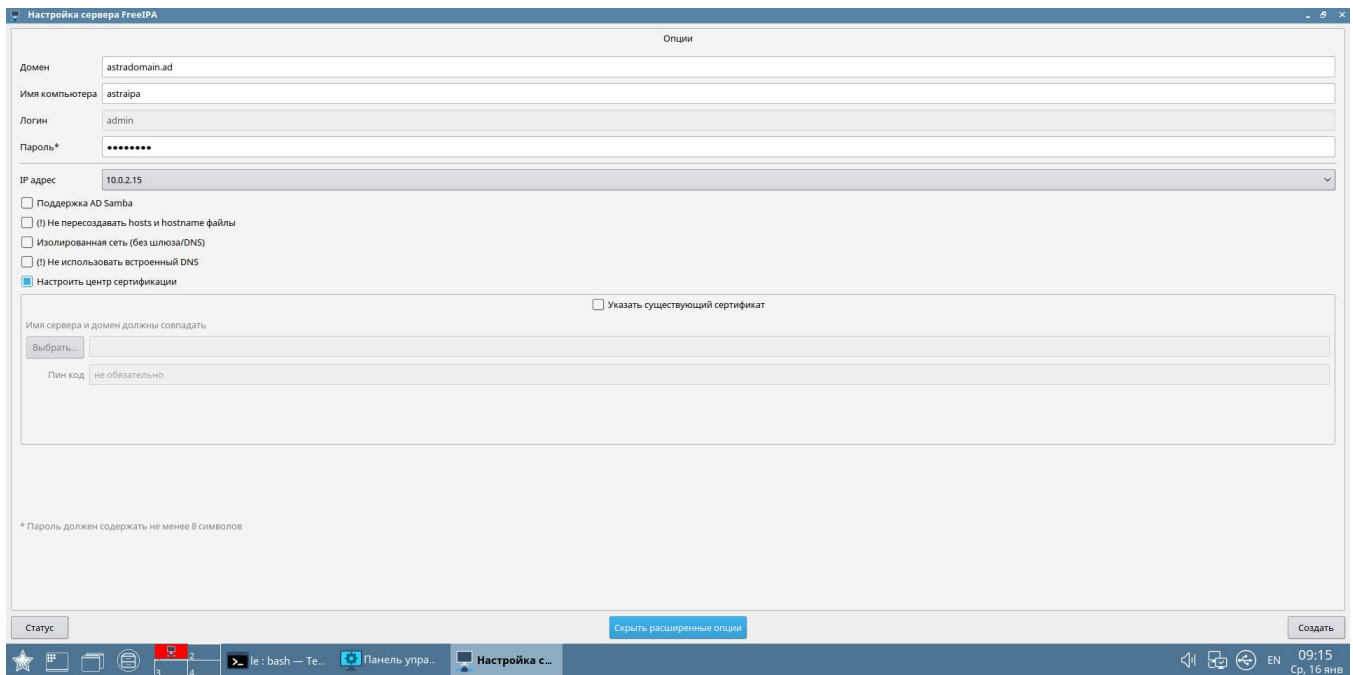 Настройка сервера FreeIPA
Опции
Домен astradomain.ad
Имя компьютера astraipa
Логин admin
Пароль* ••••••••
IP адрес 10.0.2.15
Поддержка AD Samba
(!) Не пересоздавать hosts и hostname файлы
Изолированная сеть (без шлюза/DNS)
(!) Не использовать встроенный DNS
Настроить центр сертификации
Указать существующий сертификат
Имя сервера и домен должны совпадать
Выбрать...
Пин код не обязательно
* Пароль должен содержать не менее 8 символов
Статус Скрыть расширенные опции Создать
2
3 4
le : bash — Te... Панель упра... Настройка с... EN 09:15
Ср, 16 янв